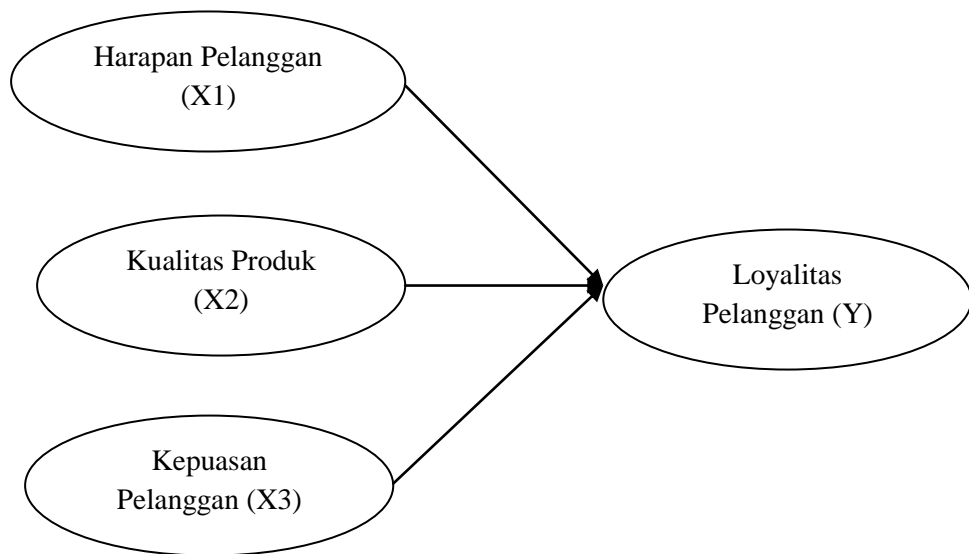 Harapan Pelanggan
(X1)
Kualitas Produk
(X2)
Loyalitas
Pelanggan (Y)
Kepuasan
Pelanggan (X3)